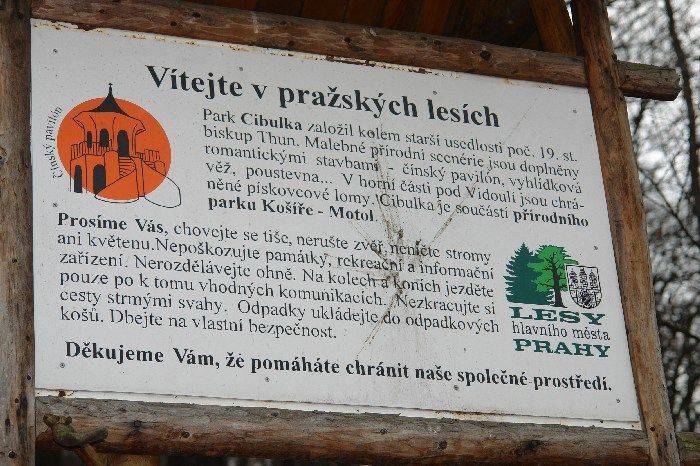 Vítejte v pražských lesích
Čínský pavilón
Park Cibulka založil kolem starší usedlosti poč. 19. st.
biskup Thun. Malebné přírodní scenérie jsou doplněny
romantickými stavbami - čínský pavilón, vyhlídková
věž, poustevna... V horní části pod Vidoulí jsou chrá-
něné pískovcové lomy. Cibulka je součástí přírodního
parku Košíře - Motol.
Prosíme Vás, chovejte se tiše, nerušte zvěř, neničte stromy
ani květenu.Nepoškozujte památky, rekreační a informační
zařízení. Nerozdělávejte ohně. Na kolech a koních jezděte
pouze po k tomu vhodných komunikacích. Nezkracujte si
cesty strmými svahy. Odpadky ukládejte do odpadkových
košů. Dbejte na vlastní bezpečnost.
LESY
hlavního města
PRAHY
Děkujeme Vám, že pomáháte chránit naše společné prostředí.